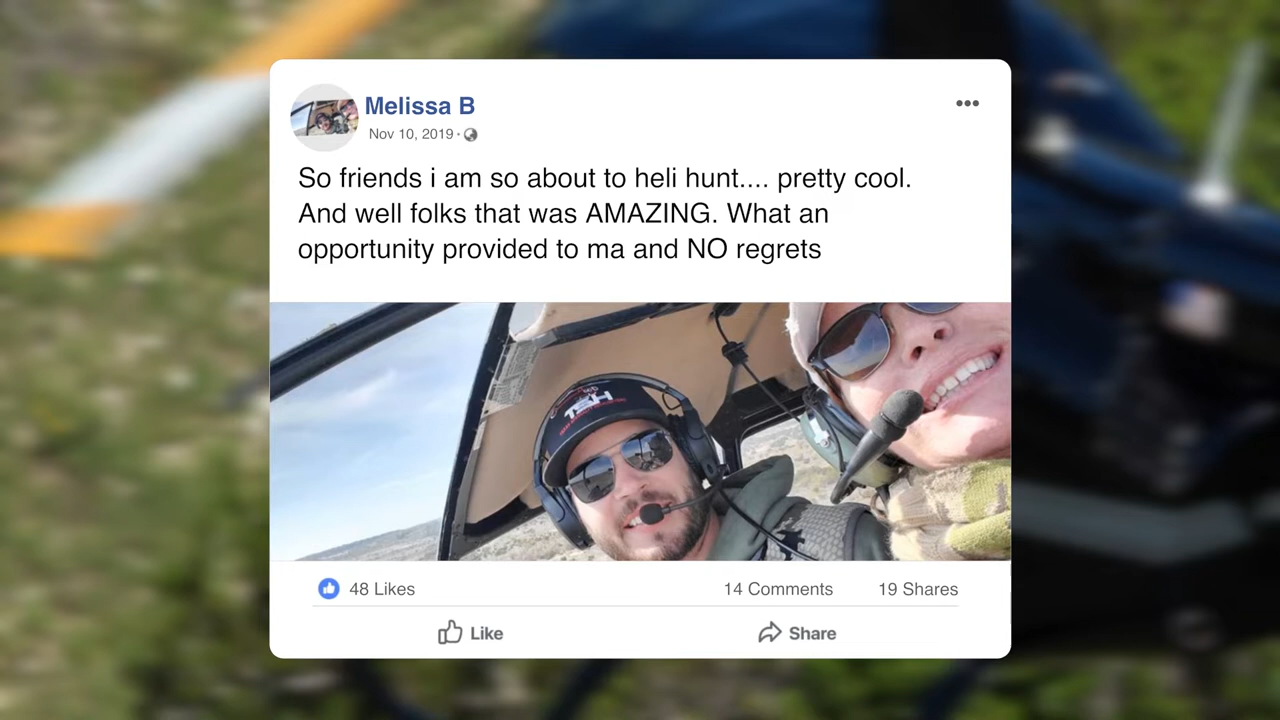 Melissa B
Nov 10, 2019 ·
So friends i am so about to heli hunt.... pretty cool.
And well folks that was AMAZING. What an
opportunity provided to ma and NO regrets
TSH
48 Likes
14 Comments
19 Shares
Like
Share